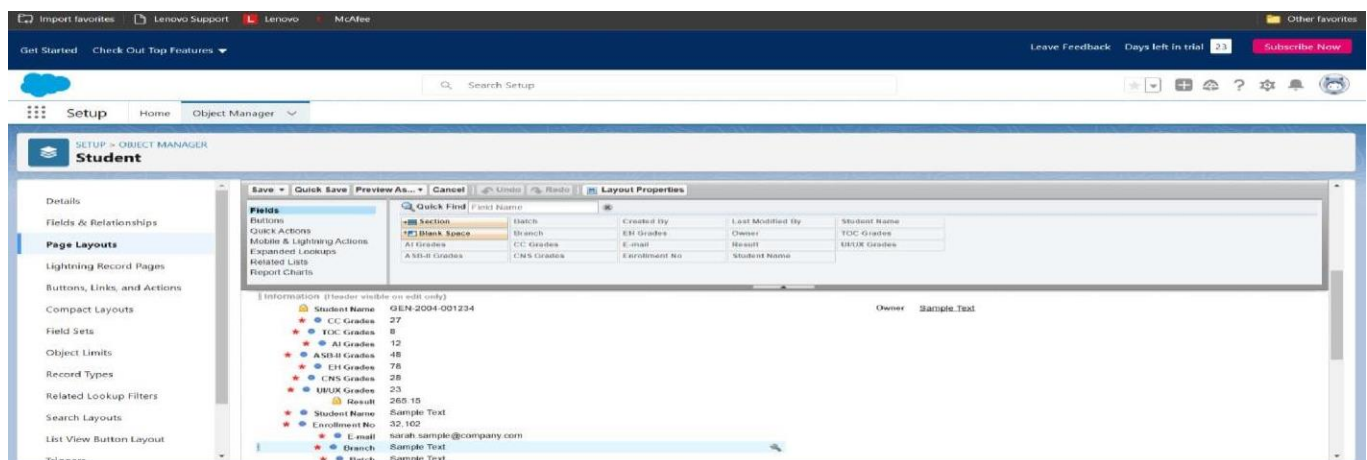 Import favorites Lenovo Support L Lenovo McAfee Other favorites
Get Started Check Out Top Features Leave Feedback Days left in trial 23 Subscribe Now
Search Setup
Setup Home Object Manager
SETUP > OBJECT MANAGER
Student
Details
Fields & Relationships
Page Layouts
Lightning Record Pages
Buttons, Links, and Actions
Compact Layouts
Field Sets
Object Limits
Record Types
Related Lookup Filters
Search Layouts
List View Button Layout
Triggers
Save Quick Save Preview As... Cancel Undo Redo Layout Properties
Fields
Buttons
Quick Actions
Mobile & Lightning Actions
Expanded Lookups
Related Lists
Report Charts
Quick Find Field Name
Section Batch Created By Last Modified By Student Name
Blank Space Branch EH Grades Owner TOC Grades
AI Grades CC Grades E-mail Result UI/UX Grades
ASB-II Grades CNS Grades Enrollment No Student Name
Information (Header visible on edit only)
Student Name GEN-2004-001234 Owner Sample Text
* CC Grades 27
* TOC Grades 8
* AI Grades 12
* ASB-II Grades 48
* EH Grades 78
* CNS Grades 28
* UI/UX Grades 23
Result 265.15
* Student Name Sample Text
* Enrollment No 32,102
* E-mail sarah.sample@company.com
* Branch Sample Text
* Batch Sample Text